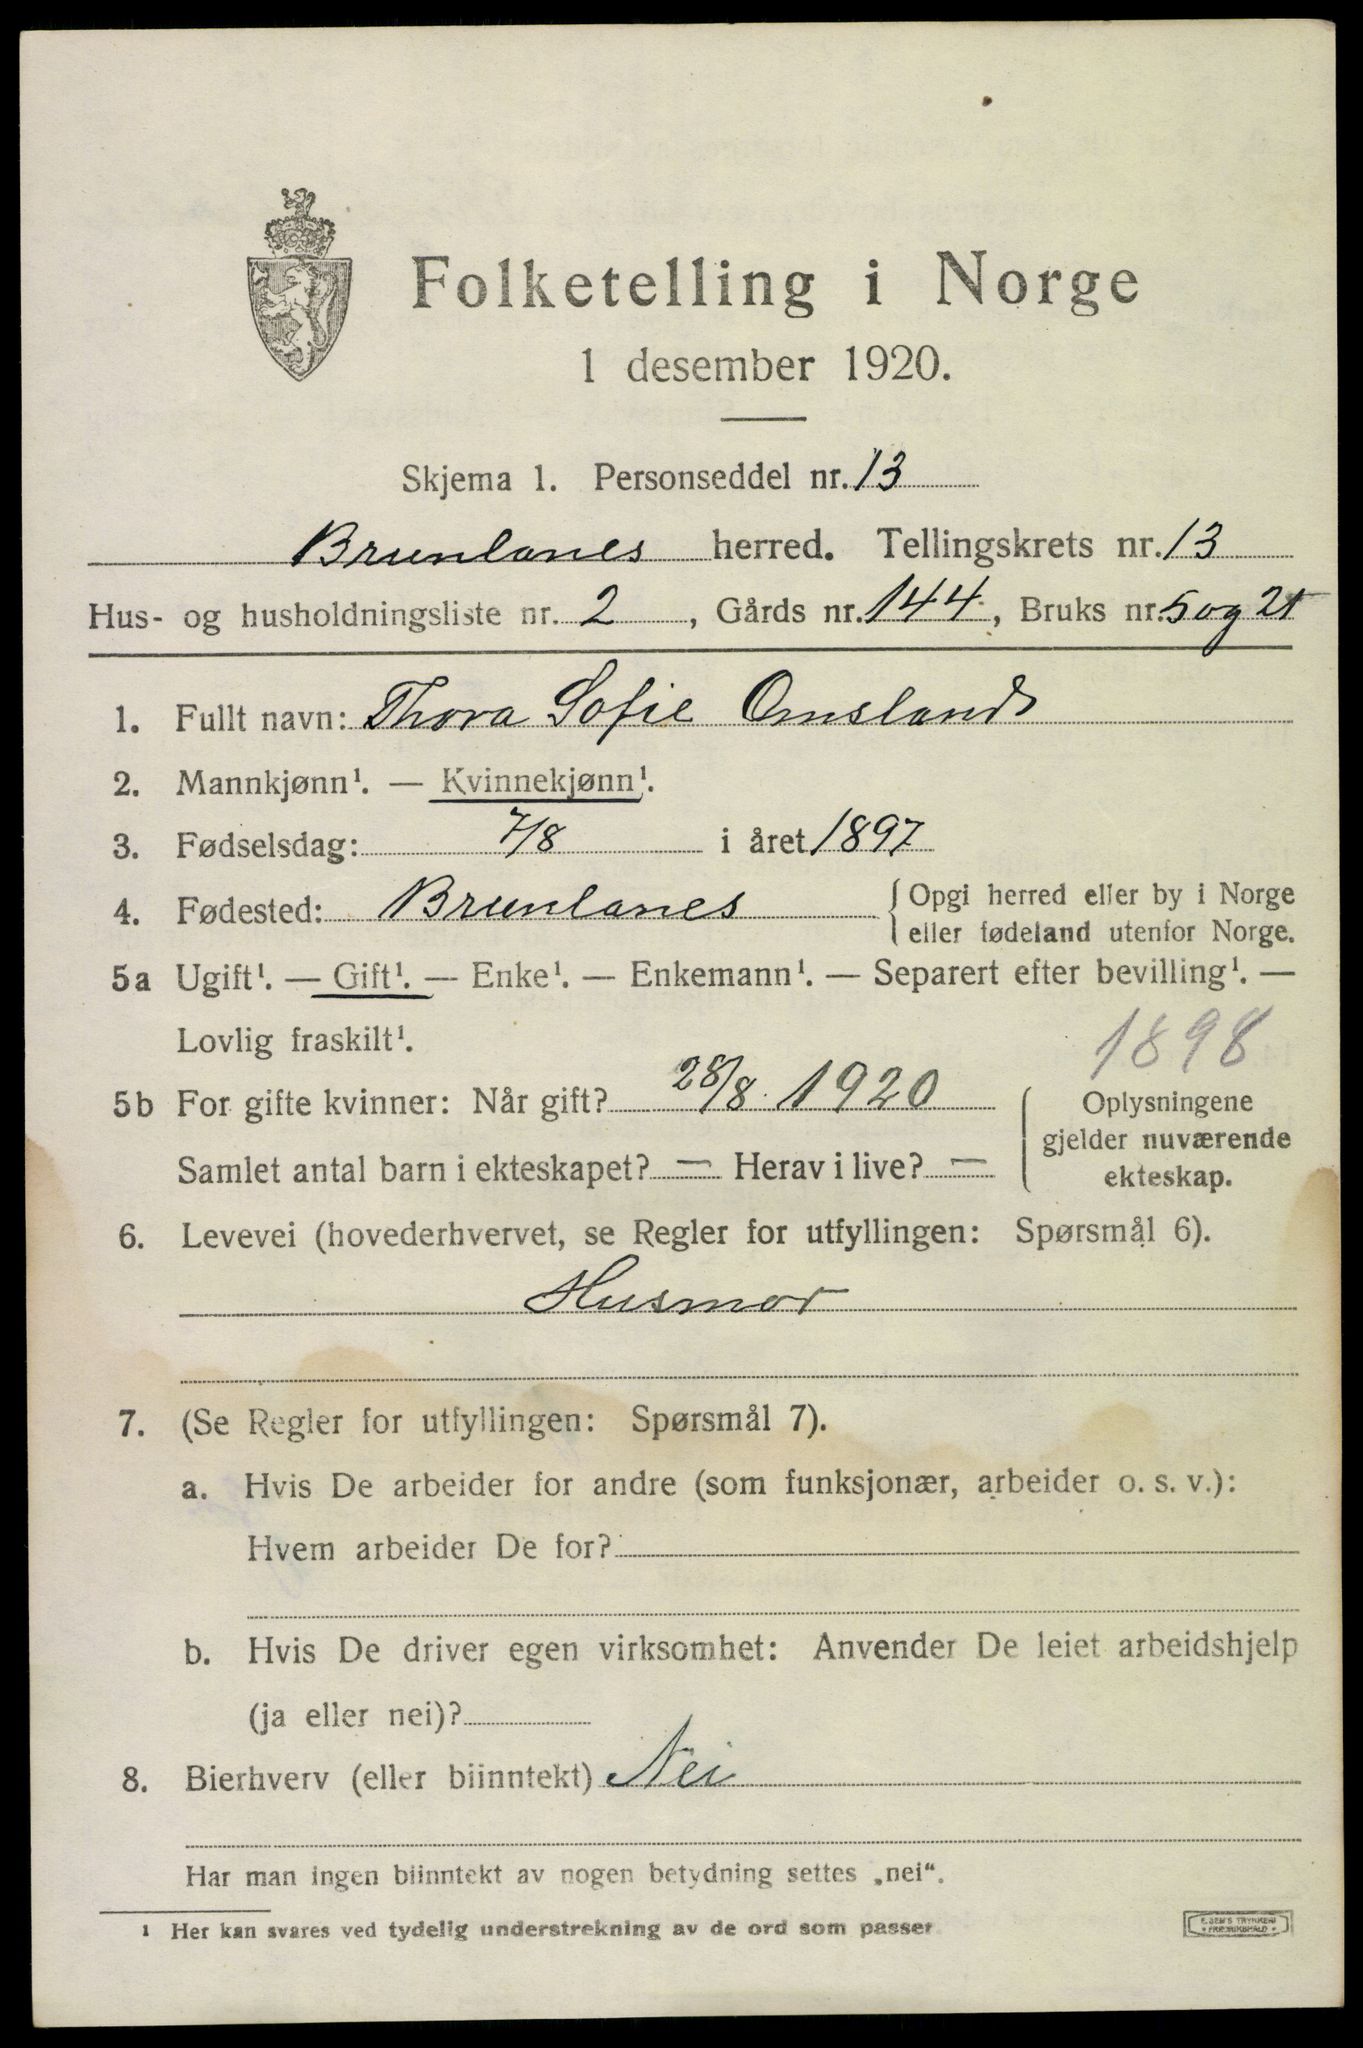 Folketelling i Norge
1 desember 1920.
Skjema 1. Personseddel nr. 13
Brunlanes herred. Tellingskrets nr. 13
Hus- og husholdningsliste nr. 2, Gårds nr. 144, Bruks nr. 5 og 21
1. Fullt navn: Thora Sofie Omsland
2. Mannkjønn¹. — Kvinnekjønn¹.
3. Fødselsdag: 7/8 i året 1897
4. Fødested: Brunlanes { Opgi herred eller by i Norge
eller fødeland utenfor Norge.
5a Ugift¹. — Gift¹. — Enke¹. — Enkemann¹. — Separert efter bevilling¹. —
Lovlig fraskilt¹.
1898
5b For gifte kvinner: Når gift? 28/8. 1920
Samlet antal barn i ekteskapet? — Herav i live? —
Oplysningene
gjelder nuværende
ekteskap.
6. Levevei (hovederhvervet, se Regler for utfyllingen: Spørsmål 6).
Husmor
7. (Se Regler for utfyllingen: Spørsmål 7).
a. Hvis De arbeider for andre (som funksjonær, arbeider o. s. v.):
Hvem arbeider De for?
b. Hvis De driver egen virksomhet: Anvender De leiet arbeidshjelp
(ja eller nei)?
8. Bierhverv (eller biinntekt) Nei
Har man ingen biinntekt av nogen betydning settes „nei“.
¹ Her kan svares ved tydelig understrekning av de ord som passer.
E. SEM'S TRYKKERI
FREDRIKSHALD